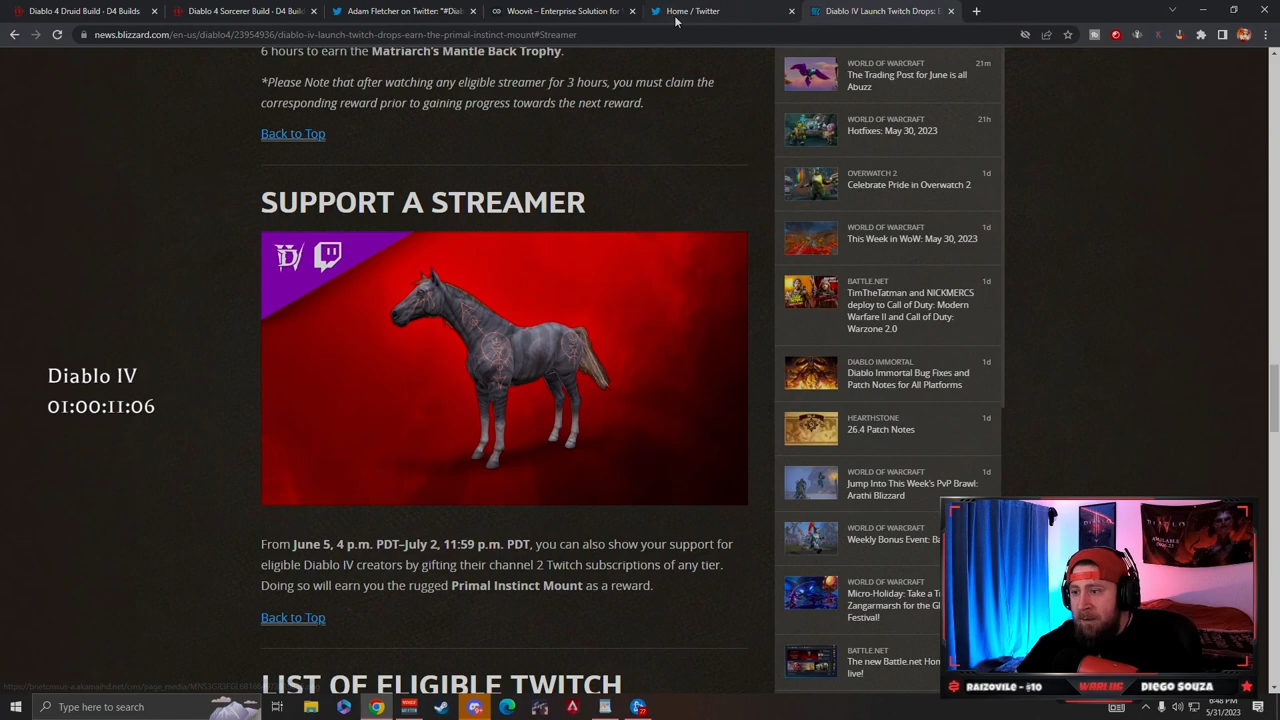 Diablo 4 Druid Builds
Diablo 4 Sorcerer Builds - D4 Buil
Adam Fletcher on Twitter: "#Diab
Woovit – Enterprise Solution for
Home / Twitter
Diablo IV Launch Twitch Drops: E
news.blizzard.com/en-us/diablo4/23954936/diablo-iv-launch-twitch-drops-earn-the-primal-instinct-mount#Streamer
6 hours to earn the Matriarch's Mantle Back Trophy.
*Please Note that after watching any eligible streamer for 3 hours, you must claim the
corresponding reward prior to gaining progress towards the next reward.
Back to Top
SUPPORT A STREAMER
From June 5, 4 p.m. PDT–July 2, 11:59 p.m. PDT, you can also show your support for
eligible Diablo IV creators by gifting their channel 2 Twitch subscriptions of any tier.
Doing so will earn you the rugged Primal Instinct Mount as a reward.
Back to Top
LIST OF ELIGIBLE TWITCH
Diablo IV
01:00:11:06
WORLD OF WARCRAFT 21m
The Trading Post for June is all
Abuzz
WORLD OF WARCRAFT 21h
Hotfixes: May 30, 2023
OVERWATCH 2 1d
Celebrate Pride in Overwatch 2
WORLD OF WARCRAFT 1d
This Week in WoW: May 30, 2023
BATTLE.NET 1d
TimTheTatman and NICKMERCS
deploy to Call of Duty: Modern
Warfare II and Call of Duty:
Warzone 2.0
DIABLO IMMORTAL 1d
Diablo Immortal Bug Fixes and
Patch Notes for All Platforms
HEARTHSTONE 1d
26.4 Patch Notes
WORLD OF WARCRAFT 1d
Jump Into This Week's PvP Brawl:
Arathi Blizzard
WORLD OF WARCRAFT
Weekly Bonus Event: Ba
WORLD OF WARCRAFT
Micro-Holiday: Take a Tr
Zangarmarsh for the Gl
Festival!
BATTLE.NET
The new Battle.net Hom
live!
DIABLO
DIABLO
RAIZOVILE - #10
WARLUG
DIEGO SOUZA
Type here to search
6:48 PM
5/31/2023